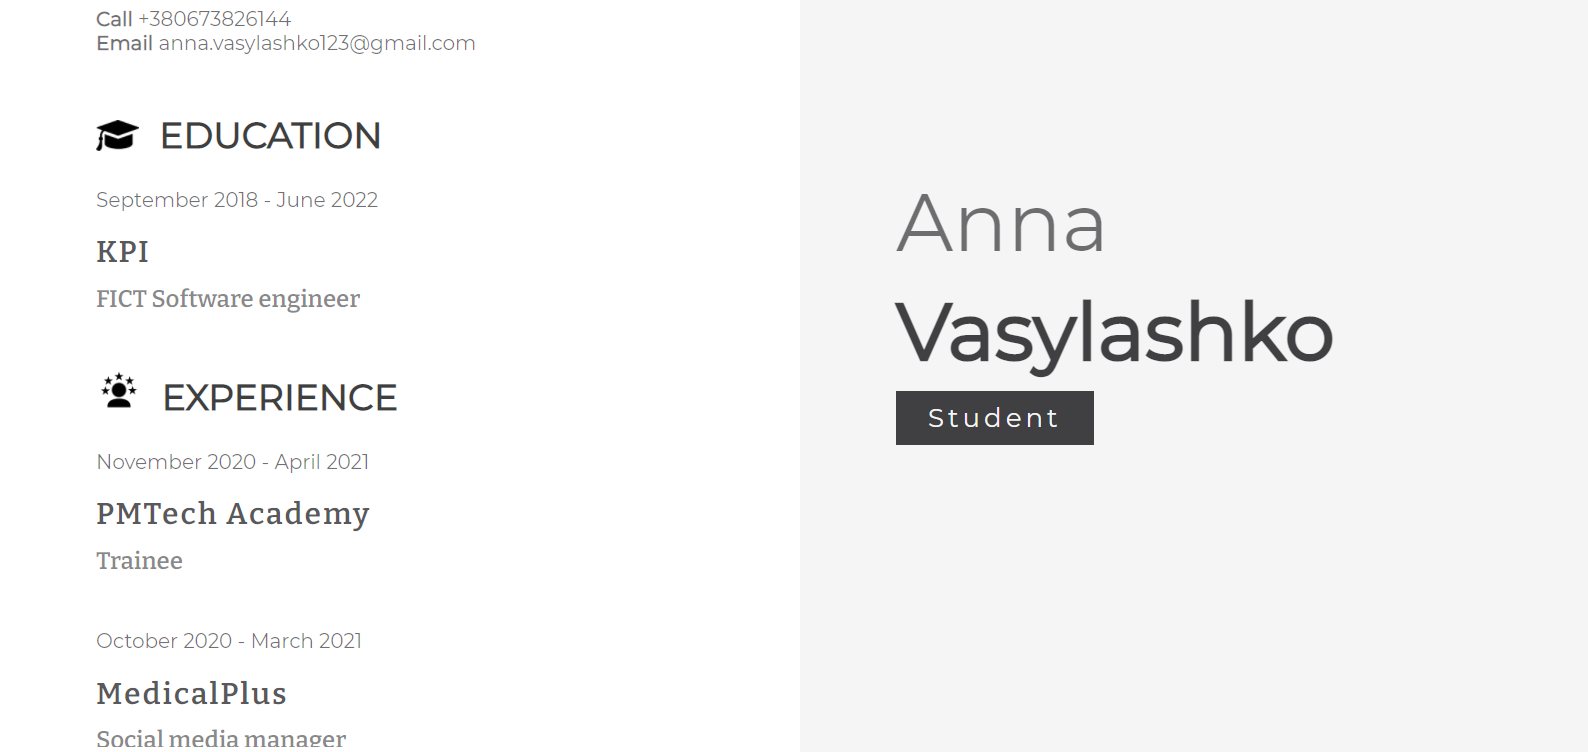 Call +380673826144
Email anna.vasylashko123@gmail.com
EDUCATION
September 2018 - June 2022
KPI
FICT Software engineer
EXPERIENCE
November 2020 - April 2021
PMTech Academy
Trainee
October 2020 - March 2021
MedicalPlus
Social media manager
Anna
Vasylashko
Student